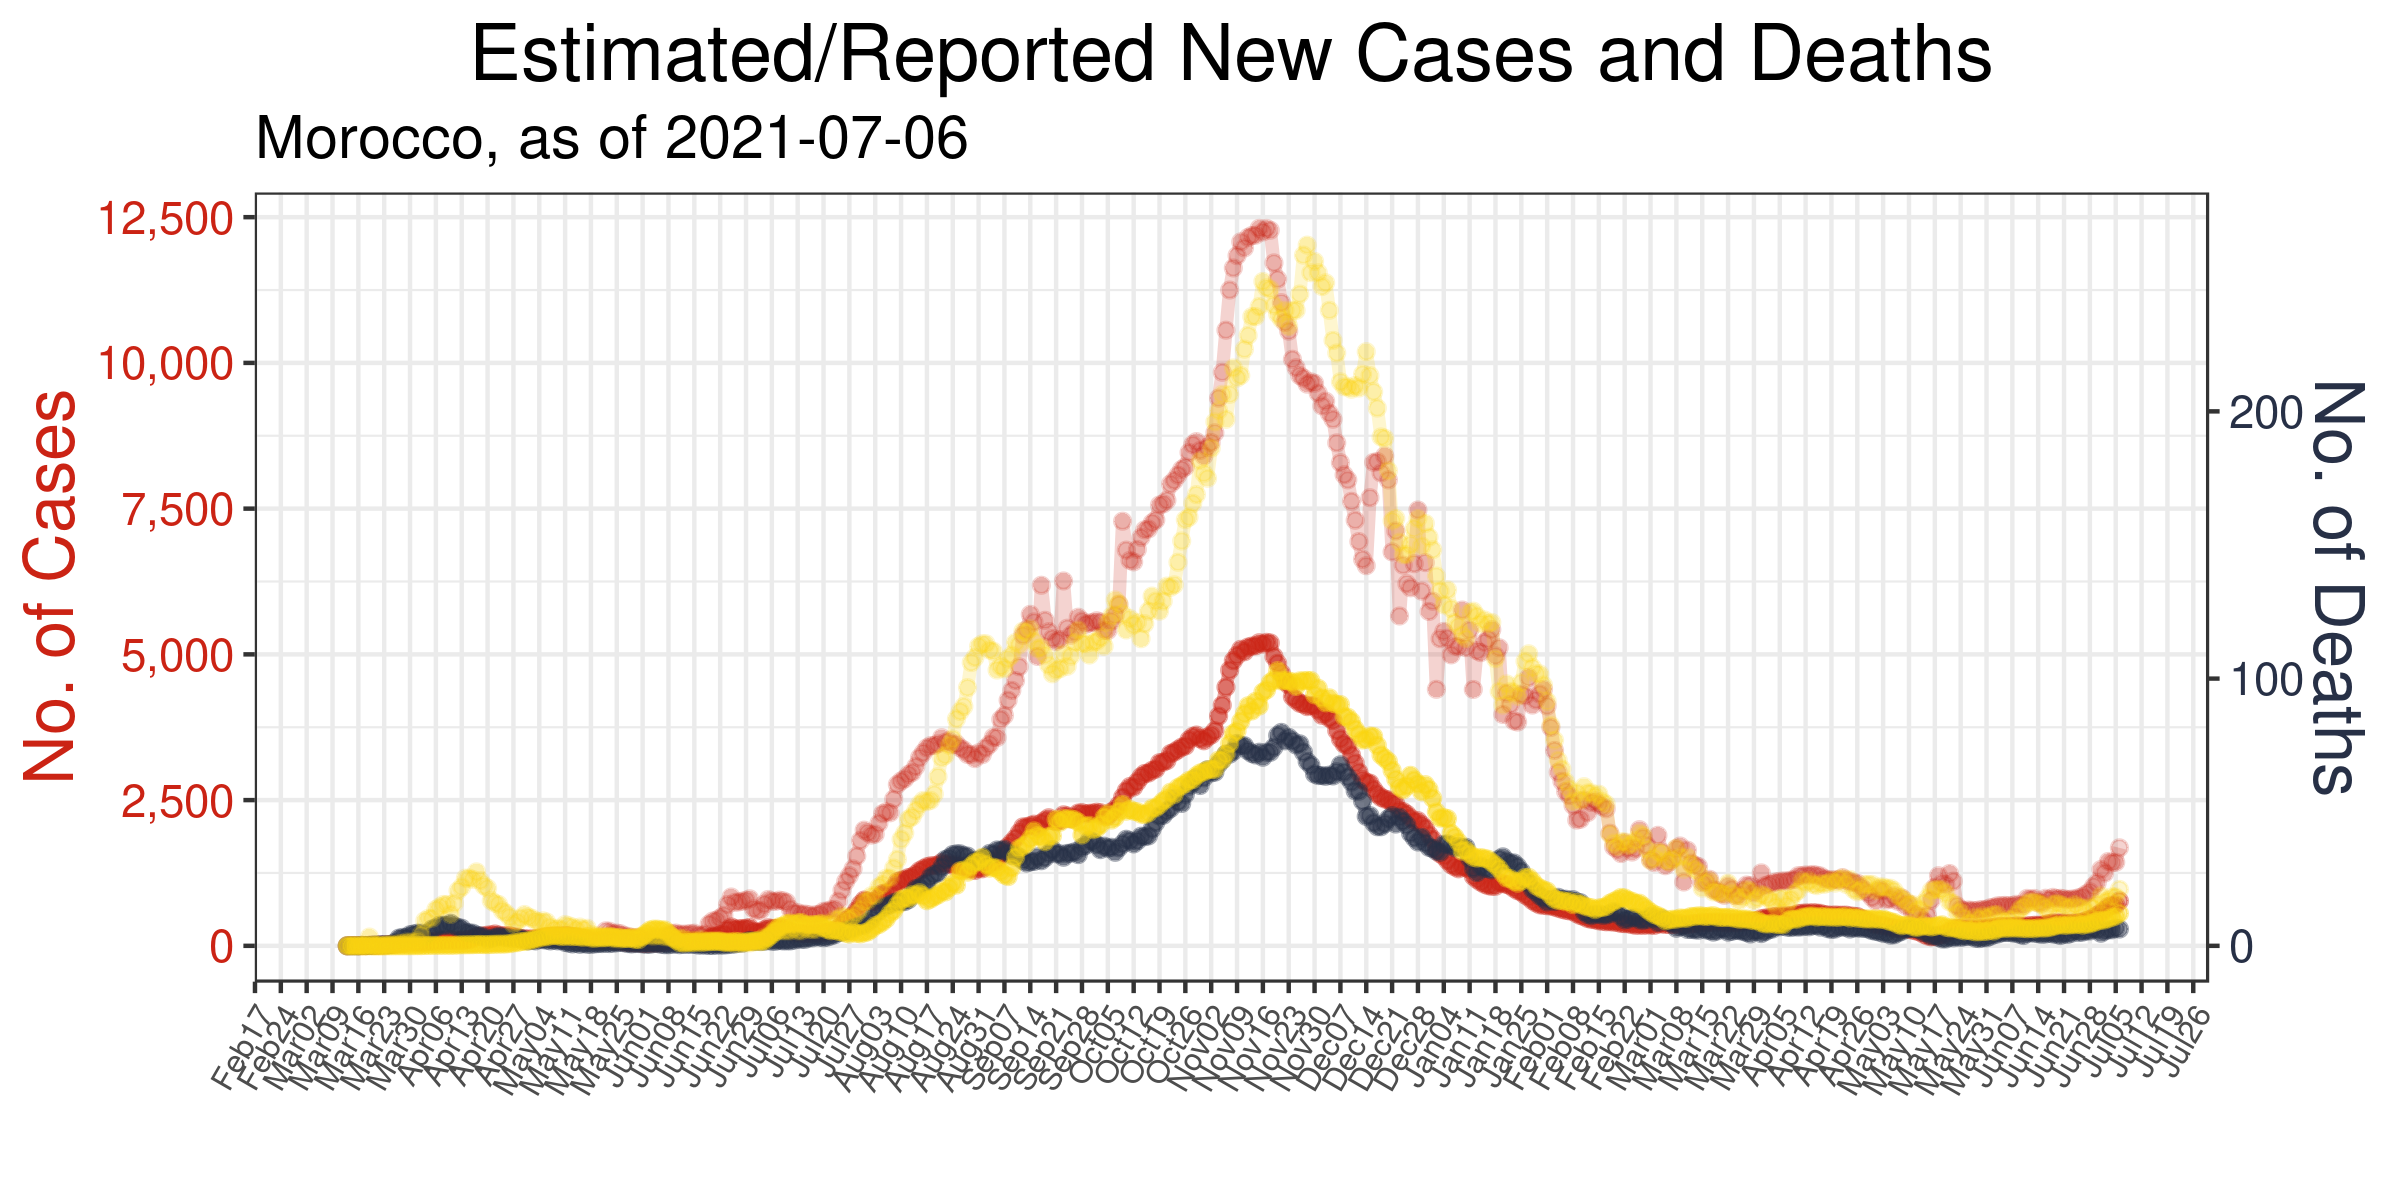 Estimated/Reported New Cases and Deaths
Morocco, as of 2021-07-06
No. of Cases
12,500
10,000
7,500
5,000
2,500
0
No. of Deaths
200
100
0
Feb17
Feb24
Mar02
Mar09
Mar16
Mar23
Mar30
Apr06
Apr13
Apr20
Apr27
May04
May11
May18
May25
Jun01
Jun08
Jun15
Jun22
Jun29
Jul06
Jul13
Jul20
Jul27
Aug03
Aug10
Aug17
Aug24
Aug31
Sep07
Sep14
Sep21
Sep28
Oct05
Oct12
Oct19
Oct26
Nov02
Nov09
Nov16
Nov23
Nov30
Dec07
Dec14
Dec21
Dec28
Jan04
Jan11
Jan18
Jan25
Feb01
Feb08
Feb15
Feb22
Mar01
Mar08
Mar15
Mar22
Mar29
Apr05
Apr12
Apr19
Apr26
May03
May10
May17
May24
May31
Jun07
Jun14
Jun21
Jun28
Jul05
Jul12
Jul19
Jul26